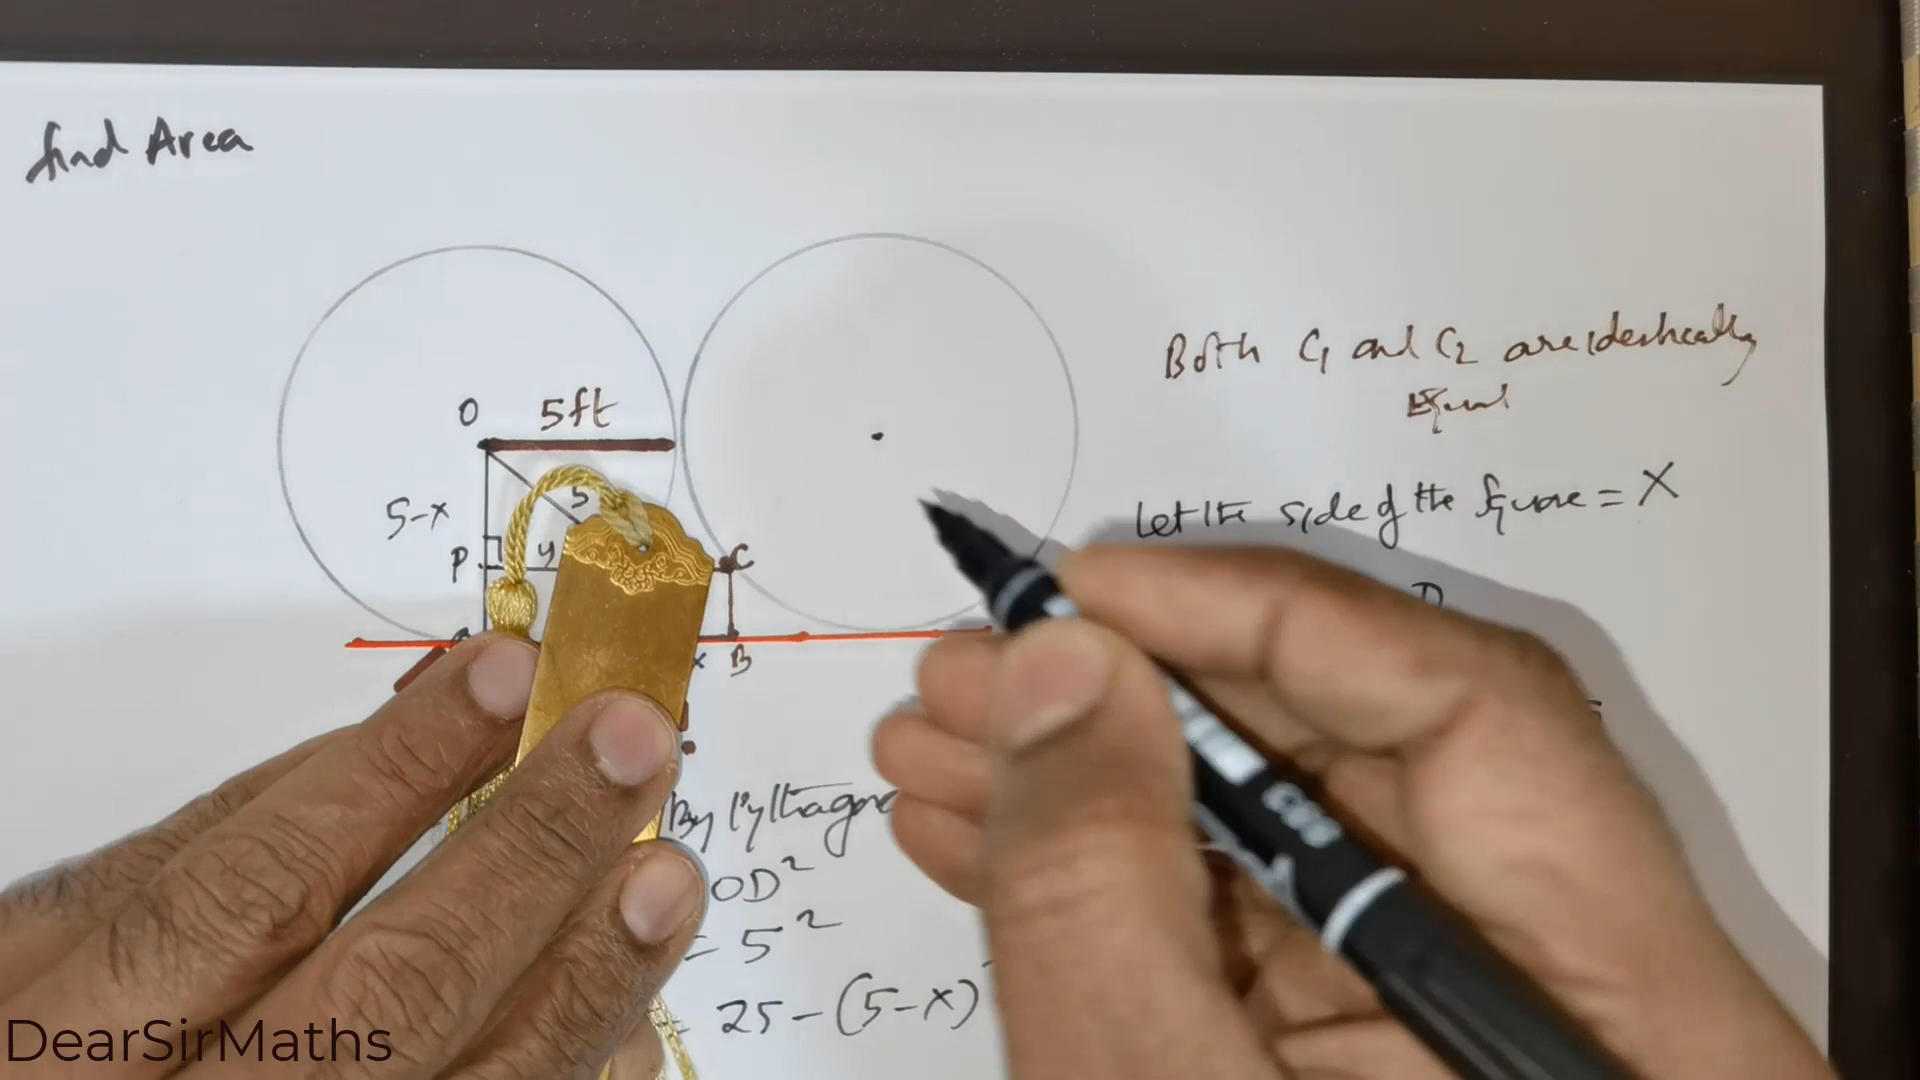 find Area
Both C1 and C2 are identically
Equal
O 5ft
5-x
5
Let the side of the Square = X
P y C
D
x B
By Pythagor
OD²
= 5²
= 25-(5-x)
DearSirMaths